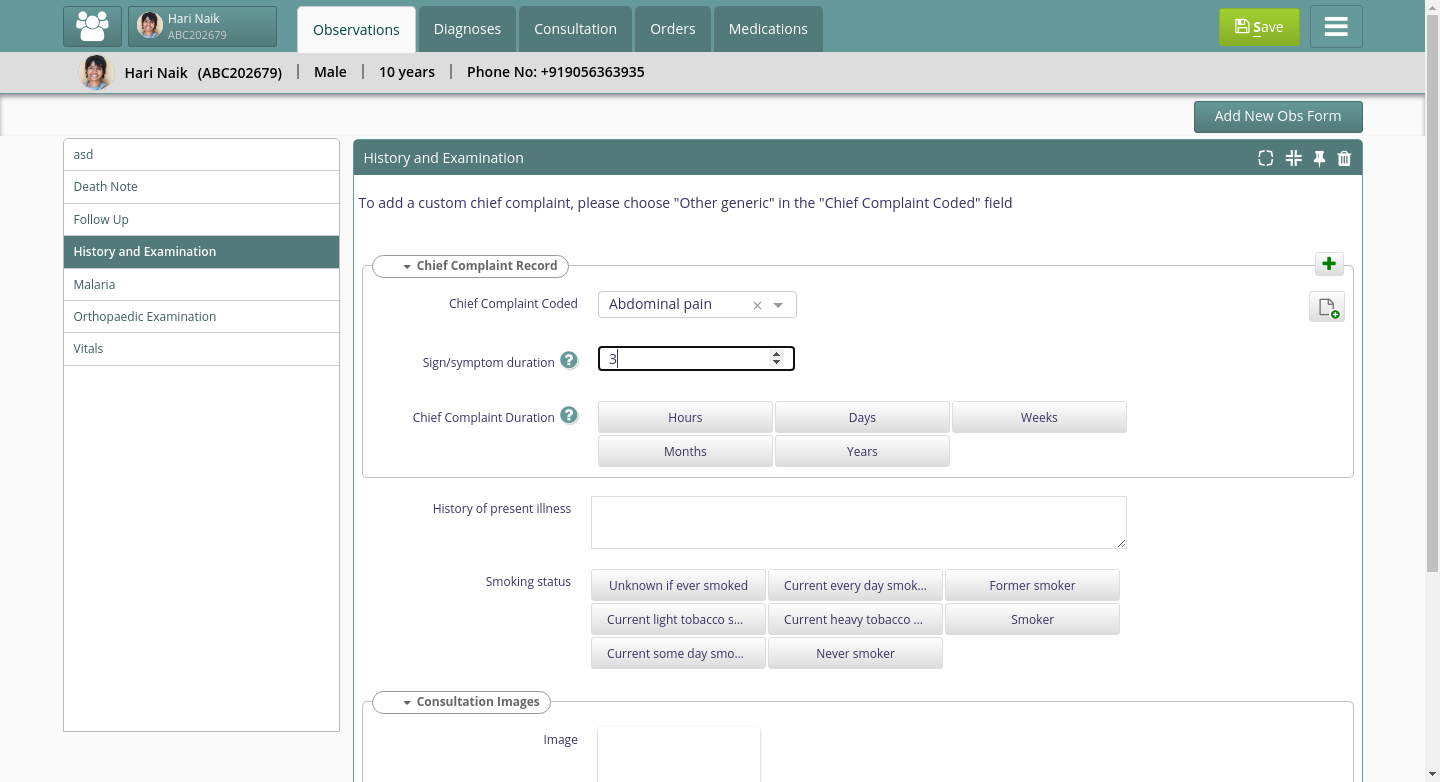 Hari Naik
ABC202679
Observations
Diagnoses
Consultation
Orders
Medications
Save
Hari Naik (ABC202679) | Male | 10 years | Phone No: +919056363935
Add New Obs Form
asd
Death Note
Follow Up
History and Examination
Malaria
Orthopaedic Examination
Vitals
History and Examination
To add a custom chief complaint, please choose "Other generic" in the "Chief Complaint Coded" field
Chief Complaint Record
Chief Complaint Coded
Abdominal pain
Sign/symptom duration ?
3
Chief Complaint Duration ?
Hours
Days
Weeks
Months
Years
History of present illness
Smoking status
Unknown if ever smoked
Current every day smok...
Former smoker
Current light tobacco s...
Current heavy tobacco ...
Smoker
Current some day smo...
Never smoker
Consultation Images
Image